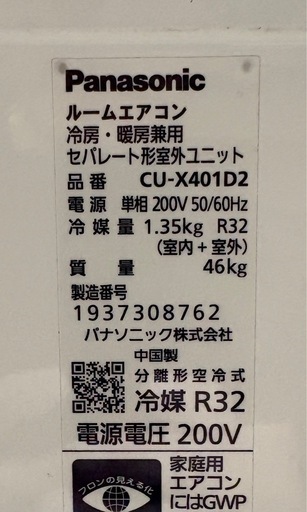 Panasonic
ルームエアコン
冷房・暖房兼用
セパレート形室外ユニット
品番 CU-X401D2
電源 単相 200V 50/60Hz
冷媒量 1.35kg R32
(室内+室外)
質量 46kg
製造番号
1937308762
パナソニック株式会社
中国製
分離形空冷式
冷媒 R32
電源電圧 200V
フロンの見える化
家庭用
エアコン
にはGWP